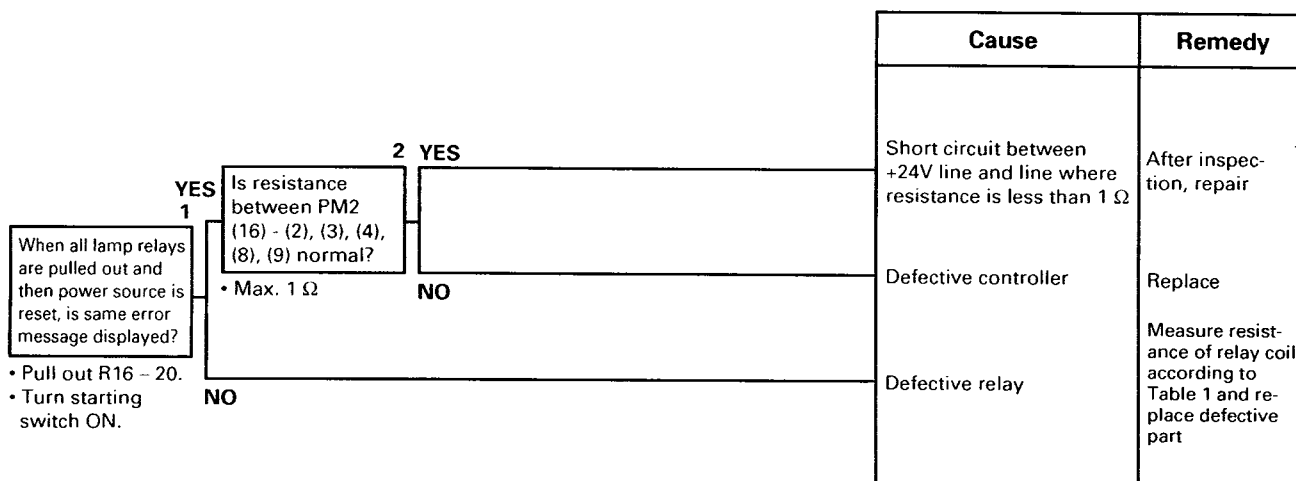 Cause
Remedy
YES
1
When all lamp relays
are pulled out and
then power source is
reset, is same error
message displayed?
• Pull out R16 – 20.
• Turn starting
switch ON.
NO
2 YES
Is resistance
between PM2
(16) - (2), (3), (4),
(8), (9) normal?
• Max. 1 Ω
NO
Short circuit between
+24V line and line where
resistance is less than 1 Ω
After inspec-
tion, repair
Defective controller
Replace
Defective relay
Measure resist-
ance of relay coil
according to
Table 1 and re-
place defective
part